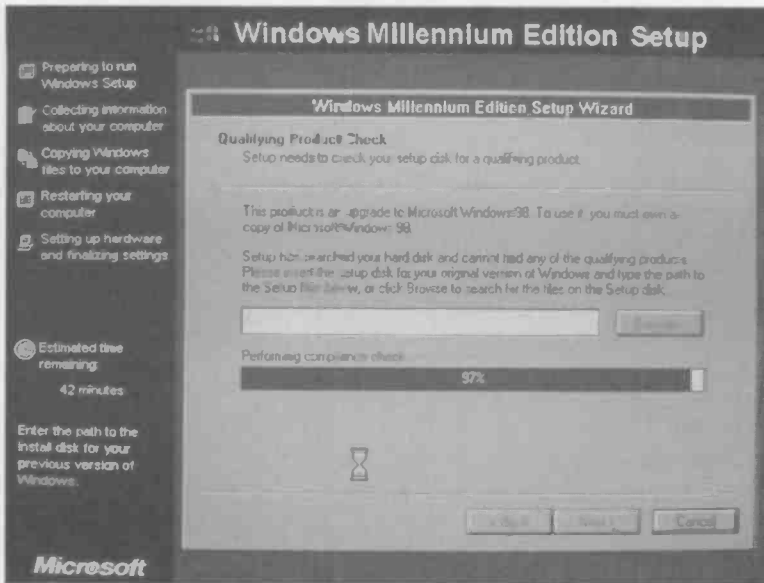 Windows Millennium Edition Setup
Preparing to run
Windows Setup
Collecting information
about your computer
Copying Windows
files to your computer
Restarting your
computer
Setting up hardware
and finalizing settings
Estimated time
remaining:
42 minutes
Enter the path to the
install disk for your
previous version of
Windows.
Microsoft
Windows Millennium Edition Setup Wizard
Qualifying Product Check
Setup needs to check your setup disk for a qualifying product.
This product is an upgrade to Microsoft Windows 98. To use it, you must own a
copy of Microsoft Windows 98.
Setup has searched your hard disk and cannot find any of the qualifying products.
Please insert the setup disk for your original version of Windows and type the path to
the Setup files below, or click Browse to search for the files on the Setup disk.
Browse...
Performing compliance check
97%
< Back
Next >
Cancel